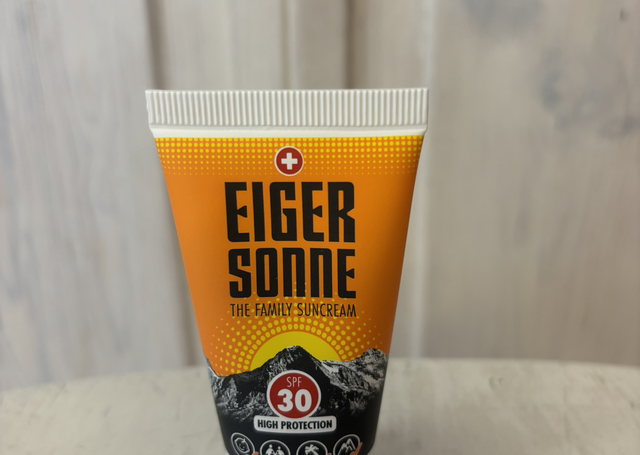 EIGER
SONNE
THE FAMILY SUNCREAM
SPF
30
HIGH PROTECTION